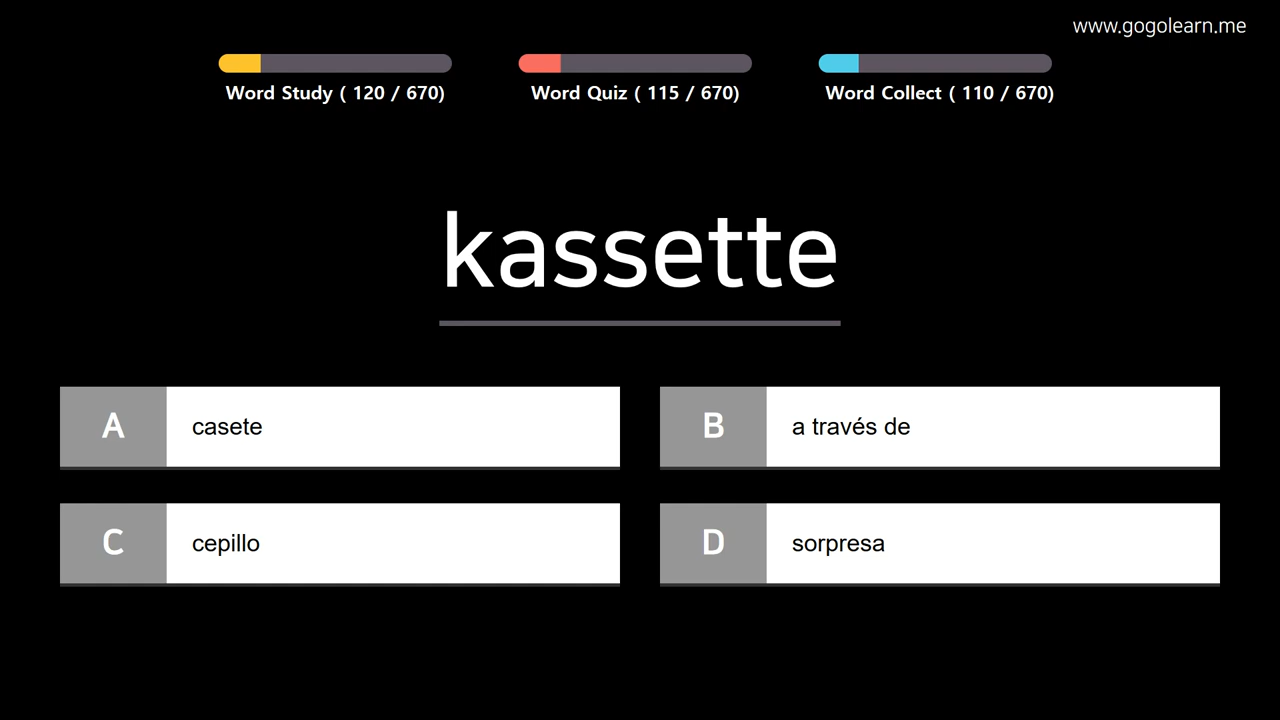 www.gogolearn.me
Word Study ( 120 / 670)
Word Quiz ( 115 / 670)
Word Collect ( 110 / 670)
kassette
A casete
B a través de
C cepillo
D sorpresa